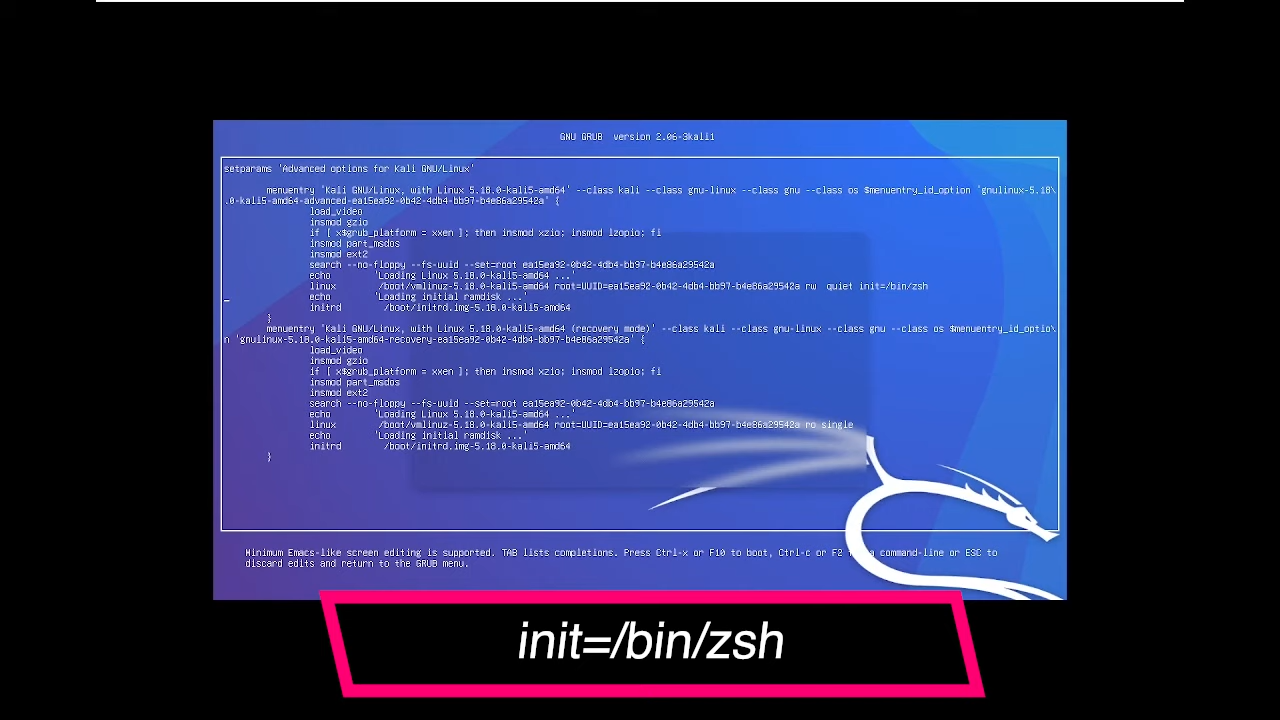 GNU GRUB  version 2.06-3kali1
setparams 'Advanced options for Kali GNU/Linux'
menuentry 'Kali GNU/Linux, with Linux 5.18.0-kali5-amd64' --class kali --class gnu-linux --class gnu --class os $menuentry_id_option 'gnulinux-5.18\
.0-kali5-amd64-advanced-ea15ea92-0b42-4db4-bb97-b4e86a29542a' {
load_video
insmod gzio
if [ x$grub_platform = xxen ]; then insmod xzio; insmod lzopio; fi
insmod part_msdos
insmod ext2
search --no-floppy --fs-uuid --set=root ea15ea92-0b42-4db4-bb97-b4e86a29542a
echo 'Loading Linux 5.18.0-kali5-amd64 ...'
linux /boot/vmlinuz-5.18.0-kali5-amd64 root=UUID=ea15ea92-0b42-4db4-bb97-b4e86a29542a rw  quiet init=/bin/zsh
echo 'Loading initial ramdisk ...'
initrd /boot/initrd.img-5.18.0-kali5-amd64
}
menuentry 'Kali GNU/Linux, with Linux 5.18.0-kali5-amd64 (recovery mode)' --class kali --class gnu-linux --class gnu --class os $menuentry_id_optio\
n 'gnulinux-5.18.0-kali5-amd64-recovery-ea15ea92-0b42-4db4-bb97-b4e86a29542a' {
load_video
insmod gzio
if [ x$grub_platform = xxen ]; then insmod xzio; insmod lzopio; fi
insmod part_msdos
insmod ext2
search --no-floppy --fs-uuid --set=root ea15ea92-0b42-4db4-bb97-b4e86a29542a
echo 'Loading Linux 5.18.0-kali5-amd64 ...'
linux /boot/vmlinuz-5.18.0-kali5-amd64 root=UUID=ea15ea92-0b42-4db4-bb97-b4e86a29542a ro single
echo 'Loading initial ramdisk ...'
initrd /boot/initrd.img-5.18.0-kali5-amd64
}
Minimum Emacs-like screen editing is supported. TAB lists completions. Press Ctrl-x or F10 to boot, Ctrl-c or F2 command-line or ESC to
discard edits and return to the GRUB menu.
init=/bin/zsh